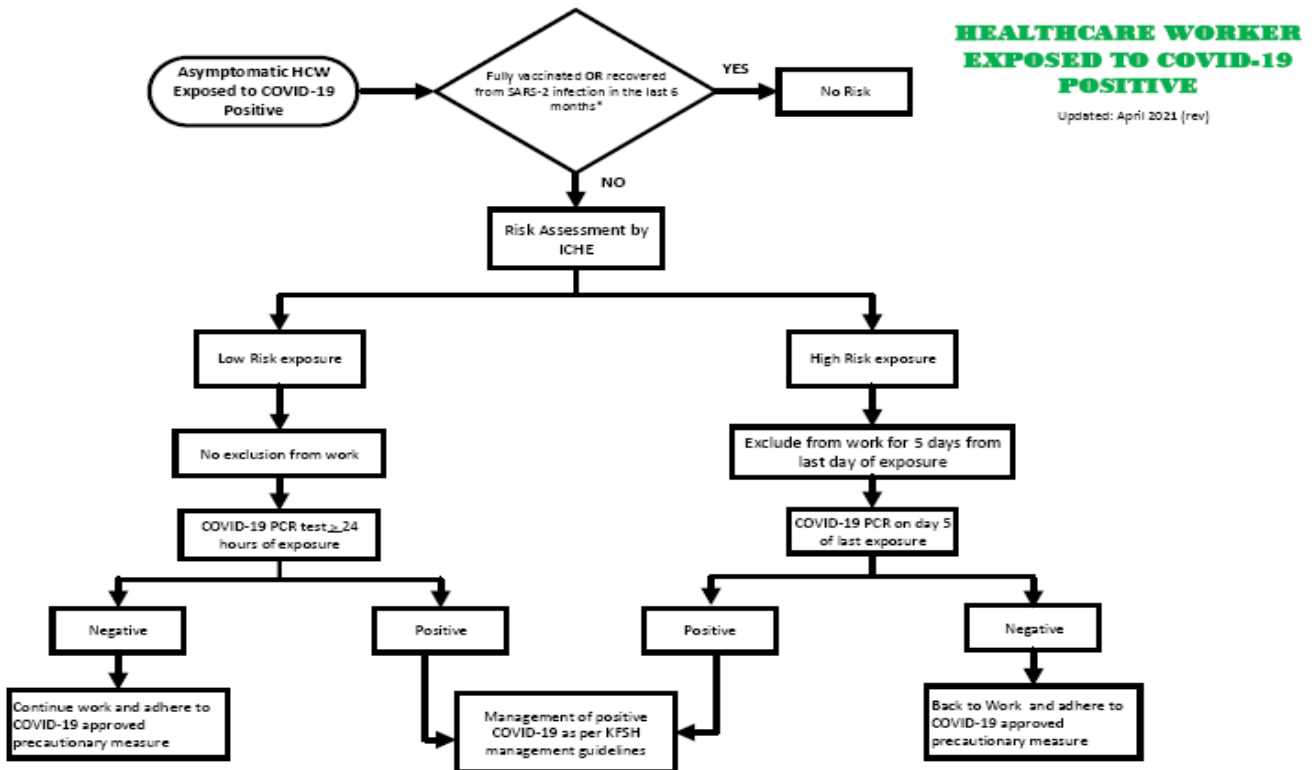 HEALTHCARE WORKER
EXPOSED TO COVID-19
POSITIVE
Updated: April 2021 (rev)
Asymptomatic HCW
Exposed to COVID-19
Positive
Fully vaccinated OR recovered
from SARS-2 infection in the last 6
months*
YES
No Risk
NO
Risk Assessment by
ICHE
Low Risk exposure
High Risk exposure
No exclusion from work
Exclude from work for 5 days from
last day of exposure
COVID-19 PCR test ≥ 24
hours of exposure
COVID-19 PCR on day 5
of last exposure
Negative
Positive
Positive
Negative
Continue work and adhere to
COVID-19 approved
precautionary measure
Management of positive
COVID-19 as per KFSH
management guidelines
Back to Work and adhere to
COVID-19 approved
precautionary measure